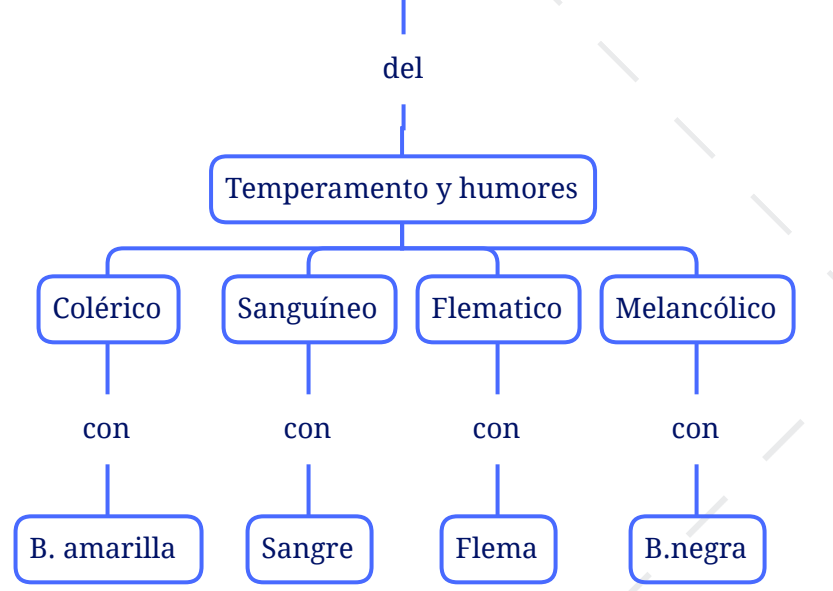 del
Temperamento y humores
Colérico
Sanguíneo
Flematico
Melancólico
con
con
con
con
B. amarilla
Sangre
Flema
B.negra